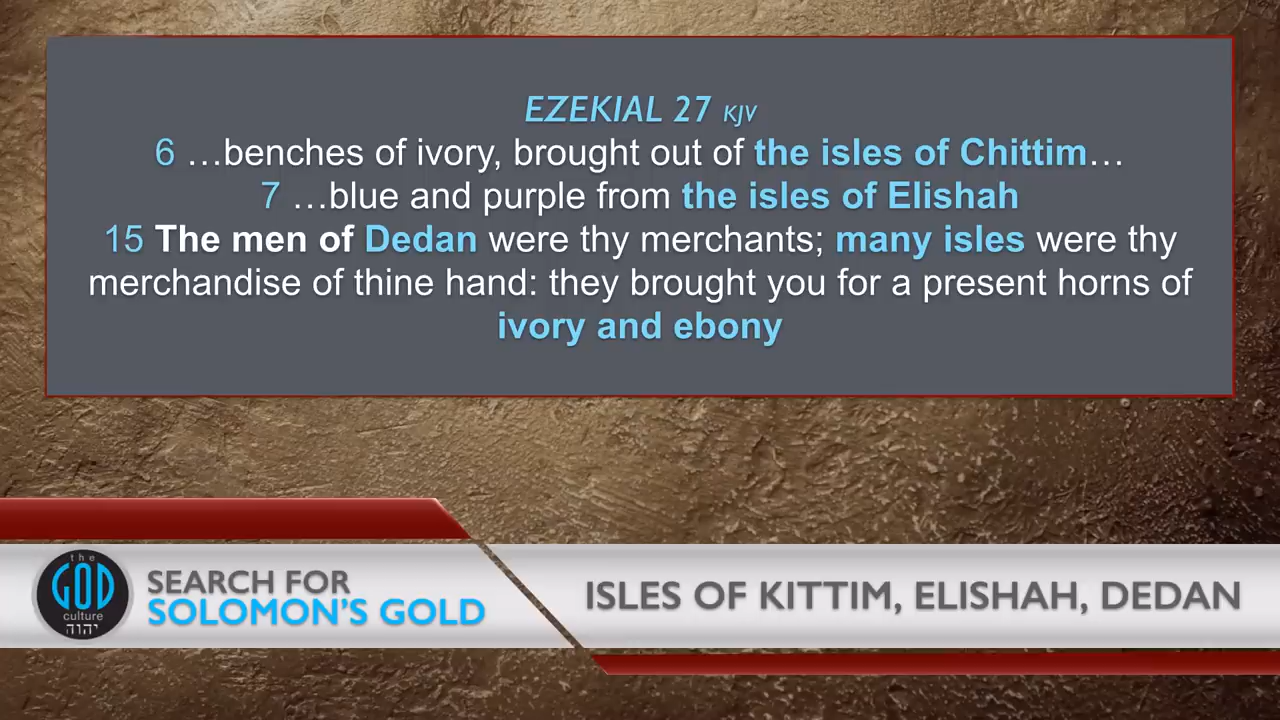 EZEKIAL 27 KJV
6 …benches of ivory, brought out of the isles of Chittim…
7 …blue and purple from the isles of Elishah
15 The men of Dedan were thy merchants; many isles were thy
merchandise of thine hand: they brought you for a present horns of
ivory and ebony
the
GOD
culture
יהוה
SEARCH FOR
SOLOMON'S GOLD
ISLES OF KITTIM, ELISHAH, DEDAN